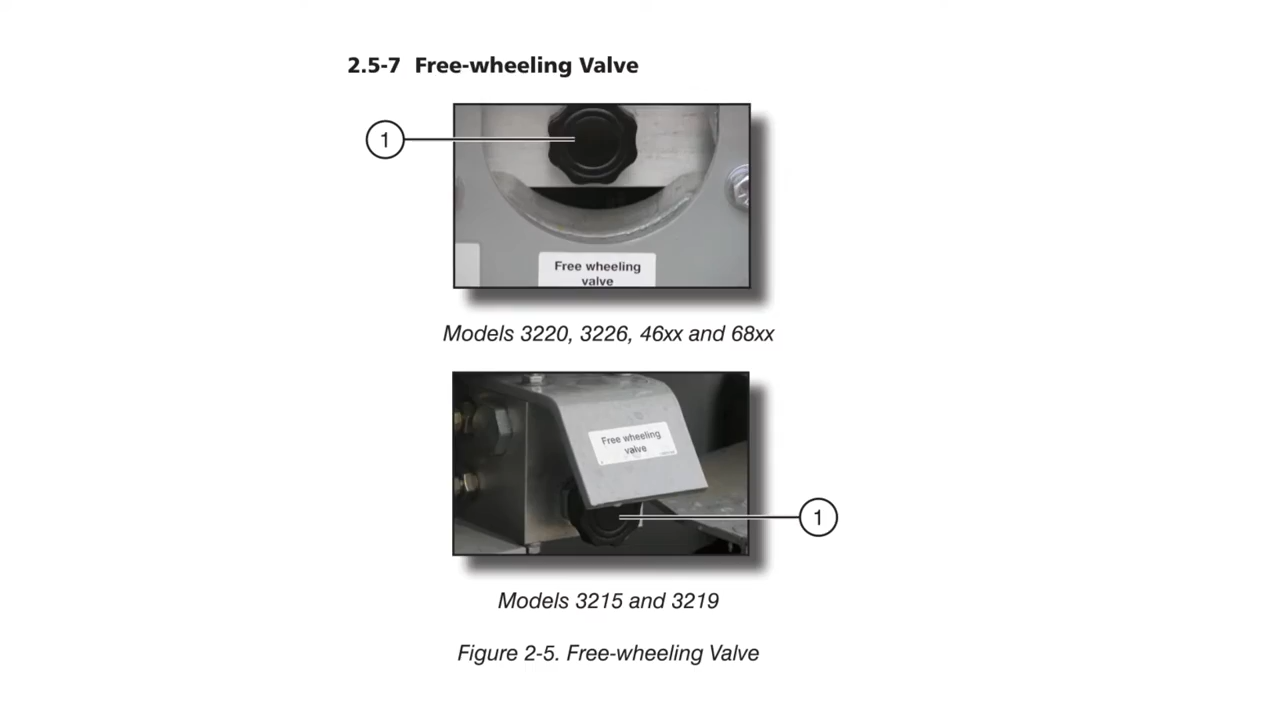 2.5-7 Free-wheeling Valve
1
Free wheeling
valve
Models 3220, 3226, 46xx and 68xx
Free wheeling
valve
1
Models 3215 and 3219
Figure 2-5. Free-wheeling Valve